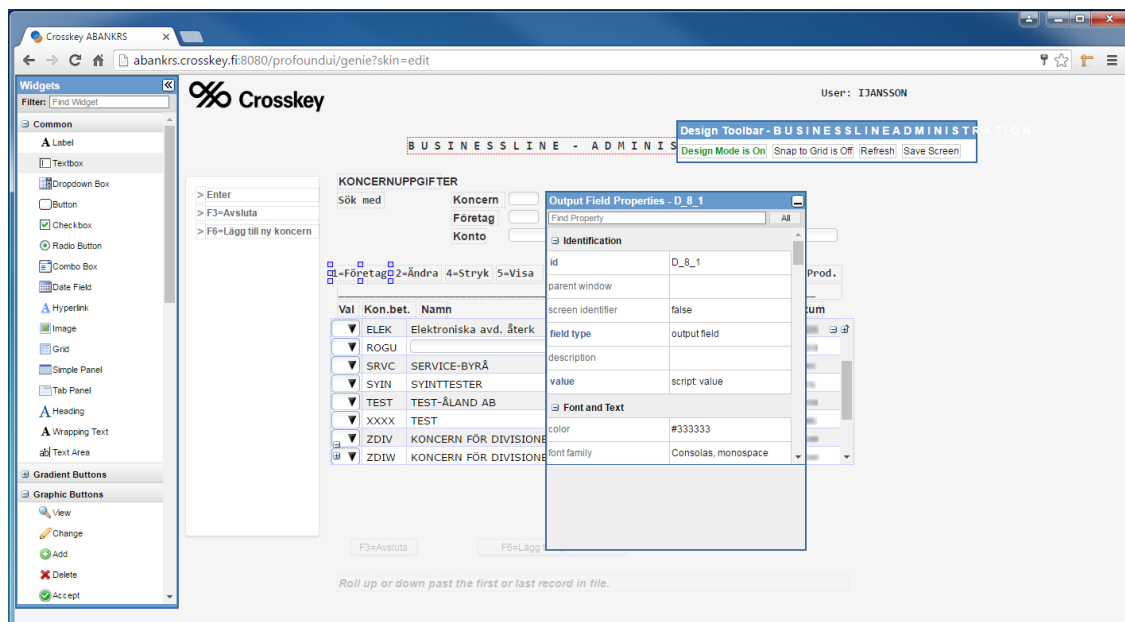 Crosskey ABANKRS
abankrs.crosskey.fi:8080/profoundui/genie?skin=edit
Widgets
Filter: Find Widget
Common
Label
Textbox
Dropdown Box
Button
Checkbox
Radio Button
Combo Box
Date Field
Hyperlink
Image
Grid
Simple Panel
Tab Panel
Heading
Wrapping Text
Text Area
Gradient Buttons
Graphic Buttons
View
Change
Add
Delete
Accept
Crosskey
User: IJANSSON
B U S I N E S S L I N E - A D M I N I S
Design Toolbar - B U S I N E S S L I N E A D M I N I S T R A T I O N
Design Mode is On Snap to Grid is Off Refresh Save Screen
> Enter
> F3=Avsluta
> F6=Lägg till ny koncern
KONCERNUPPGIFTER
Sök med Koncern
Företag
Konto
1=Företag 2=Ändra 4=Stryk 5=Visa Prod.
Val Kon.bet. Namn tum
ELEK Elektroniska avd. återk
ROGU
SRVC SERVICE-BYRÅ
SYIN SYINTTESTER
TEST TEST-ÅLAND AB
XXXX TEST
ZDIV KONCERN FÖR DIVISIONE
ZDIW KONCERN FÖR DIVISIONE
Output Field Properties - D_8_1
Find Property All
Identification
id D_8_1
parent window
screen identifier false
field type output field
description
value script: value
Font and Text
color #333333
font family Consolas, monospace
F3=Avsluta F6=Lägg t
Roll up or down past the first or last record in file.